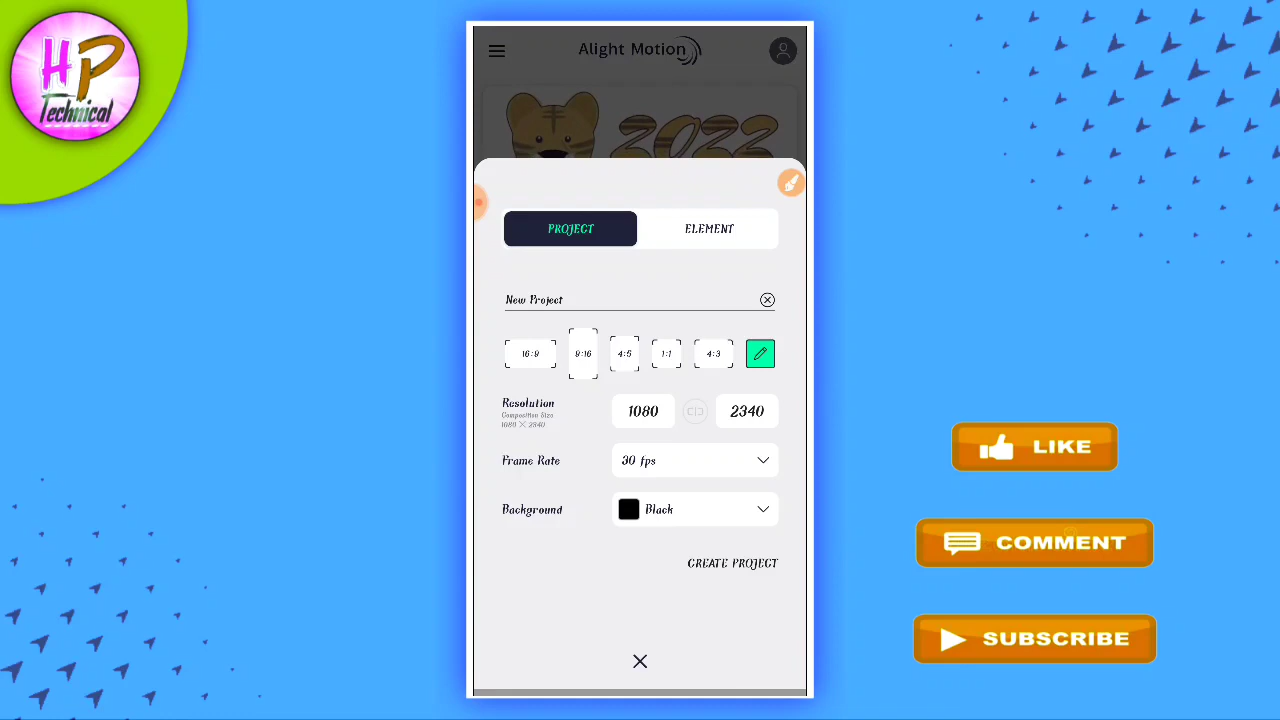 HP
Technical
Alight Motion
2022
PROJECT
ELEMENT
New Project
16:9
9:16
4:5
1:1
4:3
Resolution
Composition Size
1080 × 2340
1080
2340
Frame Rate
30 fps
Background
Black
CREATE PROJECT
LIKE
COMMENT
SUBSCRIBE